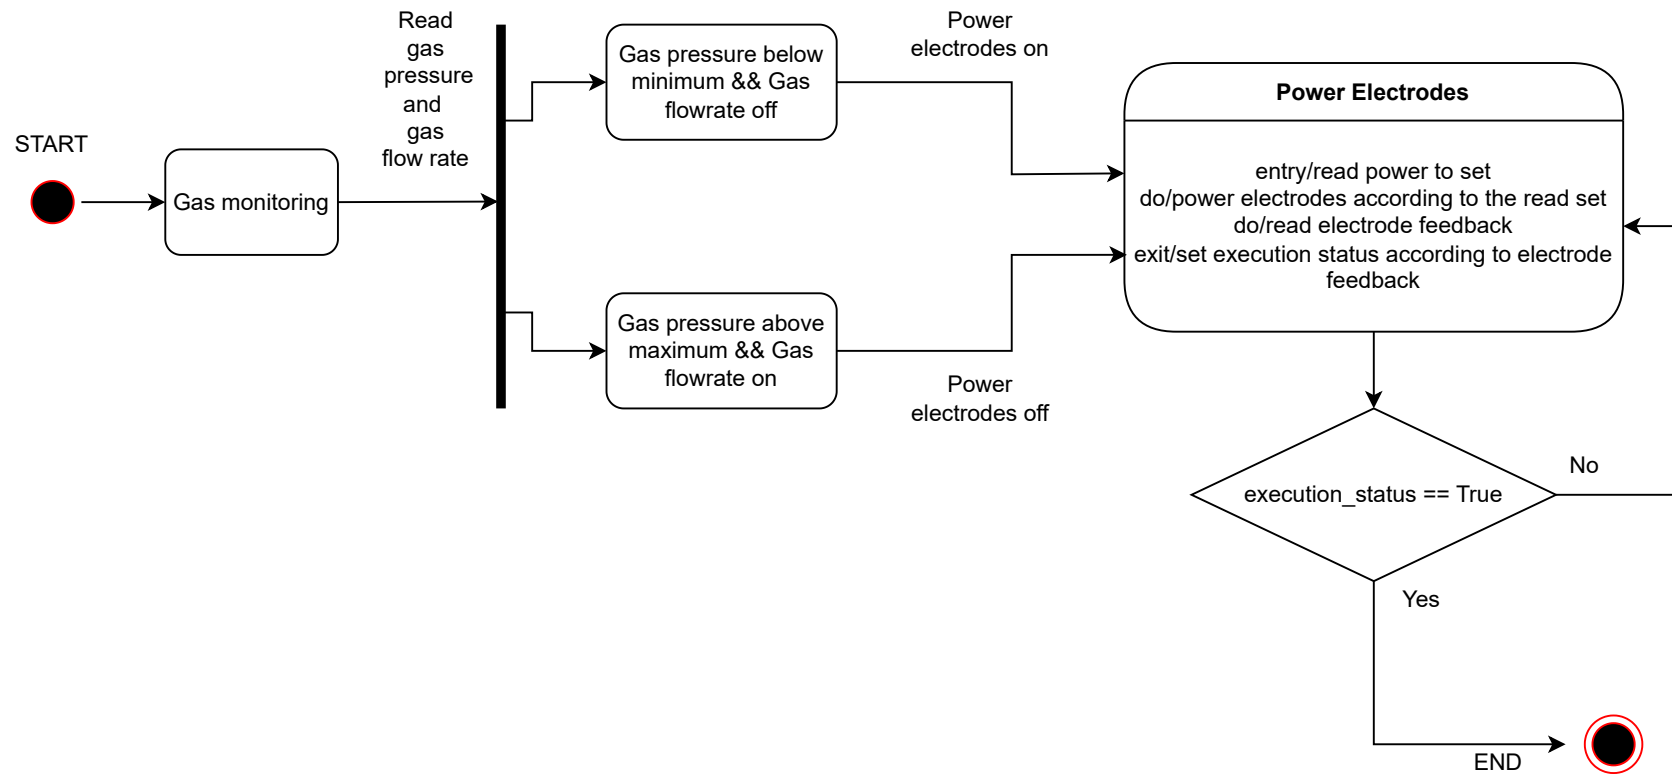 START
Gas monitoring
Read
gas
pressure
and
gas
flow rate
Gas pressure below
minimum && Gas
flowrate off
Power
electrodes on
Gas pressure above
maximum && Gas
flowrate on
Power
electrodes off
Power Electrodes
entry/read power to set
do/power electrodes according to the read set
do/read electrode feedback
exit/set execution status according to electrode
feedback
execution_status == True
No
Yes
END